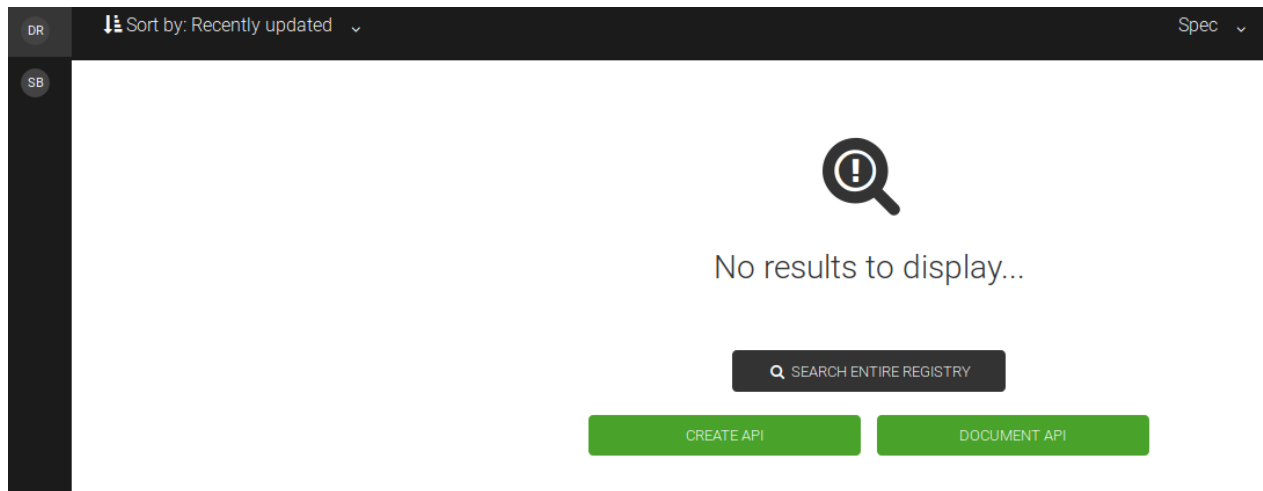 DR
Sort by: Recently updated
Spec
SB
No results to display...
SEARCH ENTIRE REGISTRY
CREATE API
DOCUMENT API